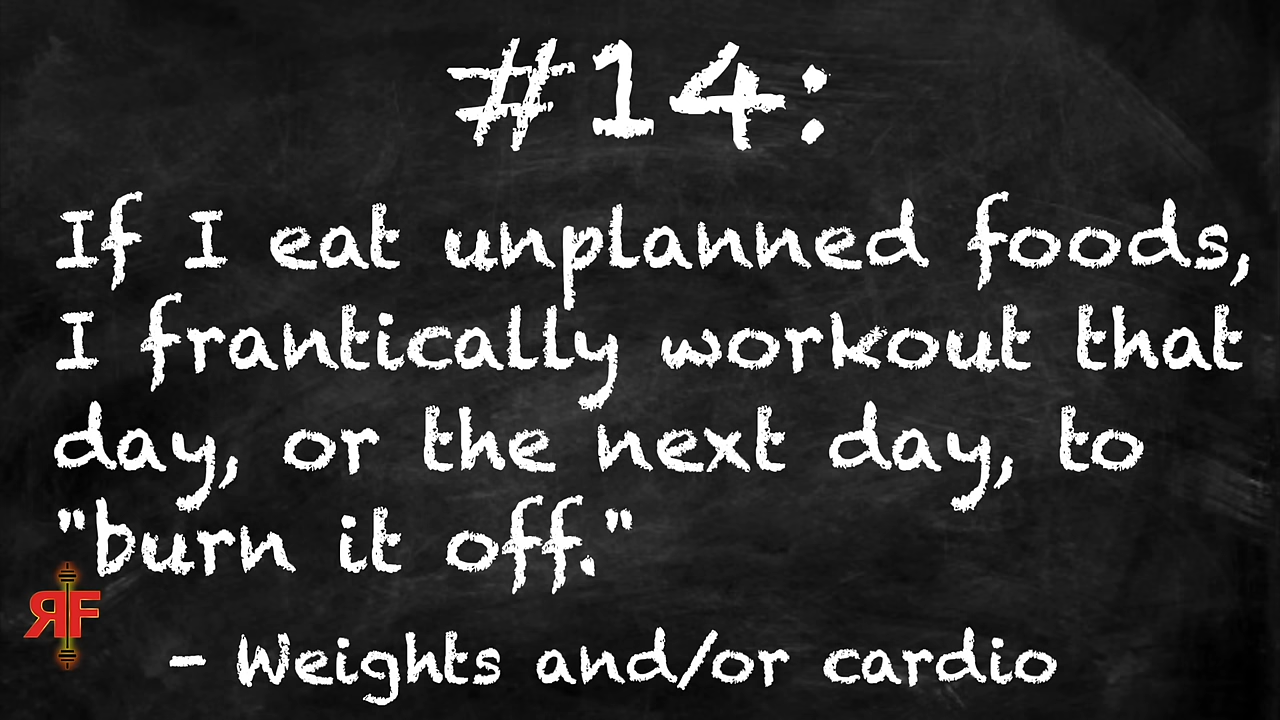 #14:
If I eat unplanned foods,
I frantically workout that
day, or the next day, to
"burn it off."
ЯF
- Weights and/or cardio